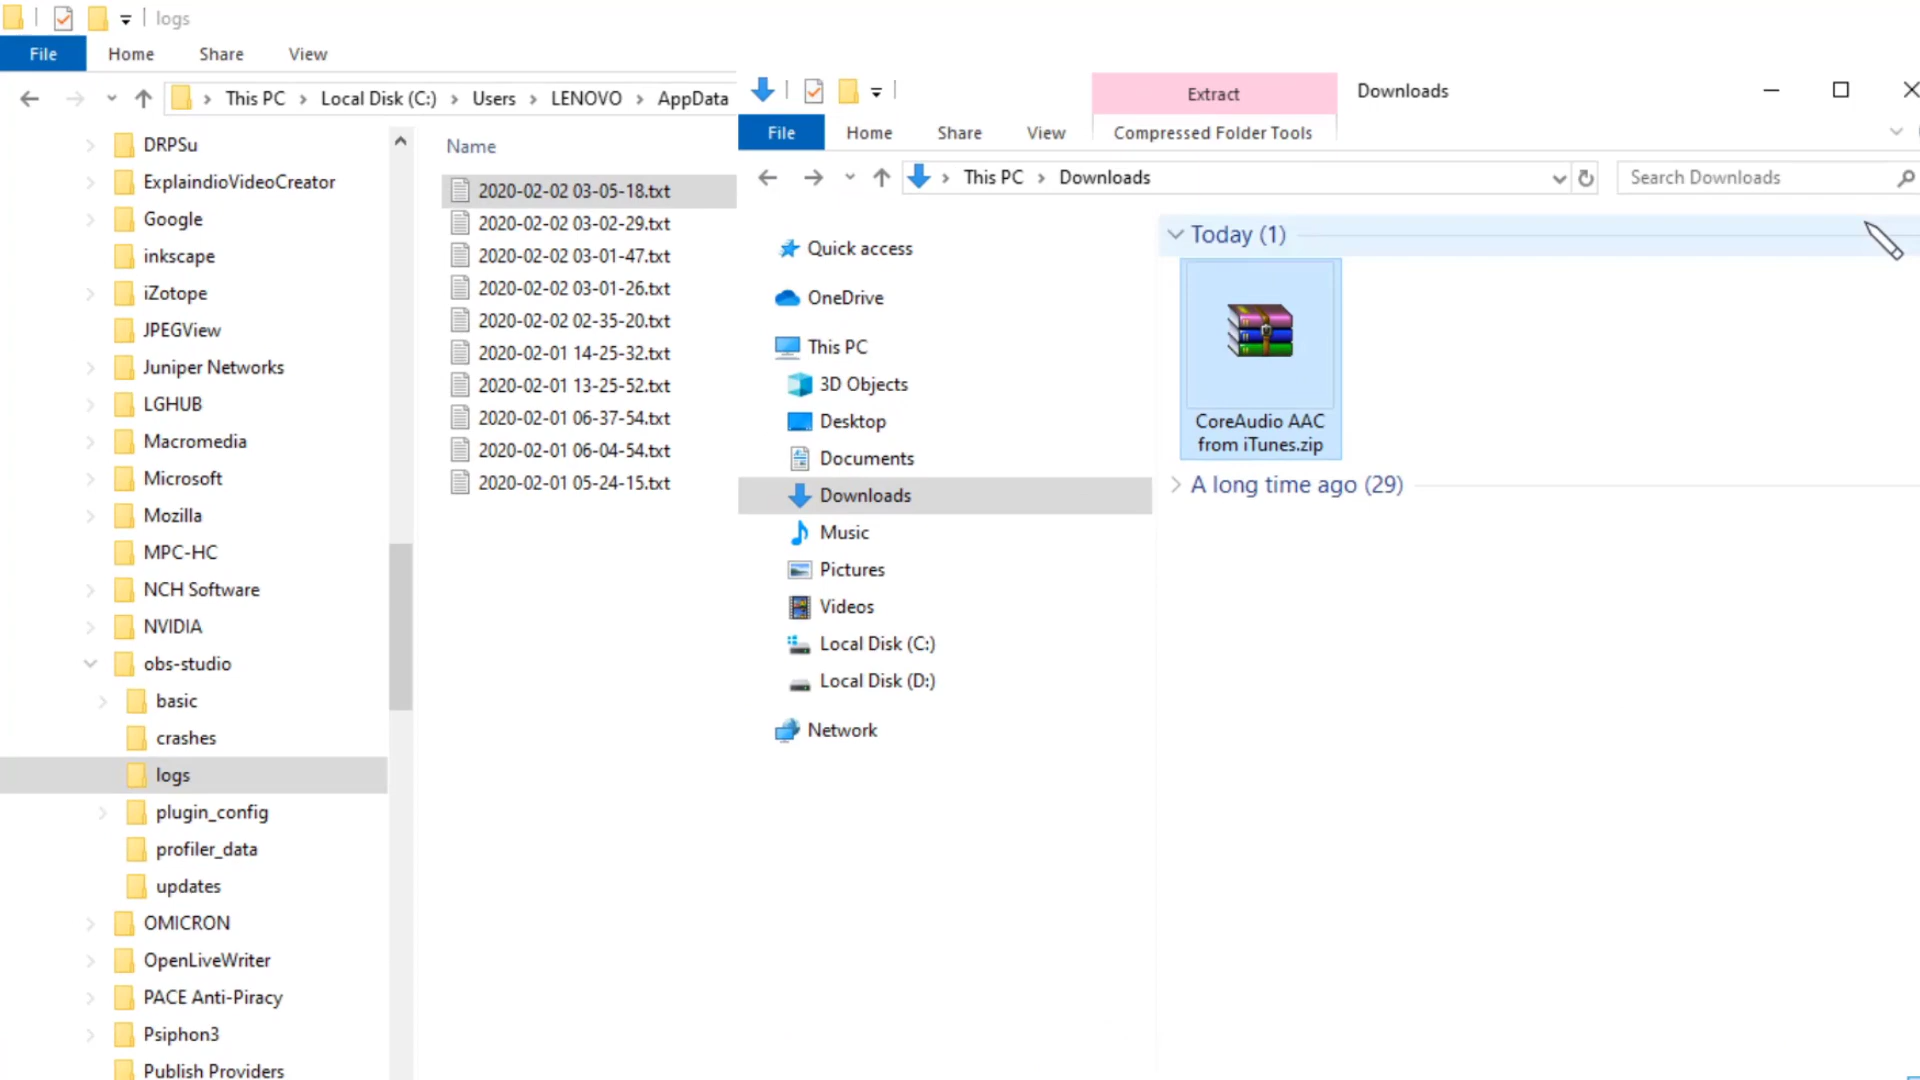 logs
File Home Share View
This PC Local Disk (C:) Users LENOVO AppData
DRPSu
ExplaindioVideoCreator
Google
inkscape
iZotope
JPEGView
Juniper Networks
LGHUB
Macromedia
Microsoft
Mozilla
MPC-HC
NCH Software
NVIDIA
obs-studio
basic
crashes
logs
plugin_config
profiler_data
updates
OMICRON
OpenLiveWriter
PACE Anti-Piracy
Psiphon3
Publish Providers
Name
2020-02-02 03-05-18.txt
2020-02-02 03-02-29.txt
2020-02-02 03-01-47.txt
2020-02-02 03-01-26.txt
2020-02-02 02-35-20.txt
2020-02-01 14-25-32.txt
2020-02-01 13-25-52.txt
2020-02-01 06-37-54.txt
2020-02-01 06-04-54.txt
2020-02-01 05-24-15.txt
Extract Downloads
File Home Share View Compressed Folder Tools
This PC Downloads Search Downloads
Quick access
OneDrive
This PC
3D Objects
Desktop
Documents
Downloads
Music
Pictures
Videos
Local Disk (C:)
Local Disk (D:)
Network
Today (1)
CoreAudio AAC
from iTunes.zip
A long time ago (29)